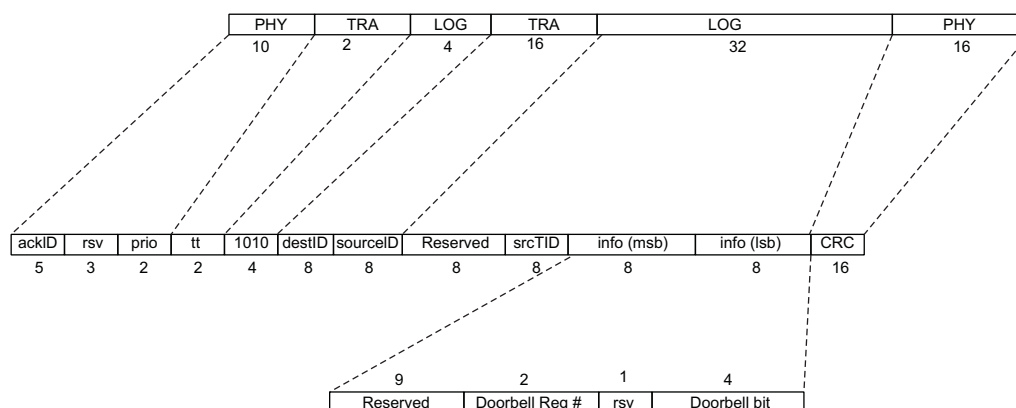 PHY TRA LOG TRA LOG PHY
10 2 4 16 32 16
ackID rsv prio tt 1010 destID sourceID Reserved srcTID info (msb) info (lsb) CRC
5 3 2 2 4 8 8 8 8 8 8 16
9 2 1 4
Reserved Doorbell Reg # rsv Doorbell bit